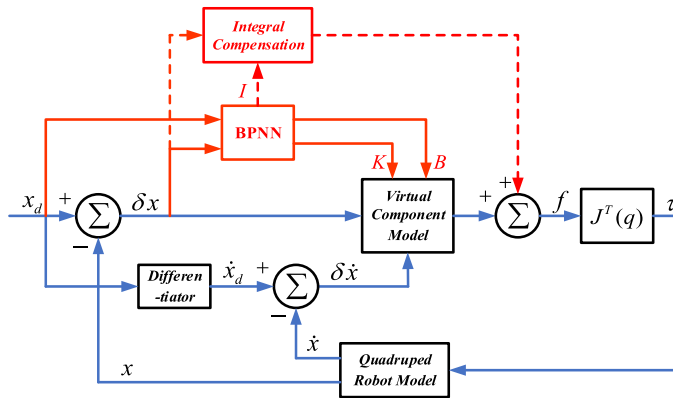 Integral
Compensation
I
BPNN
K
B
x_d
+
Σ
−
δx
Virtual
Component
Model
+
+
Σ
f
J^T(q)
Differen
-tiator
ẋ_d
+
Σ
−
δẋ
ẋ
x
Quadruped
Robot Model